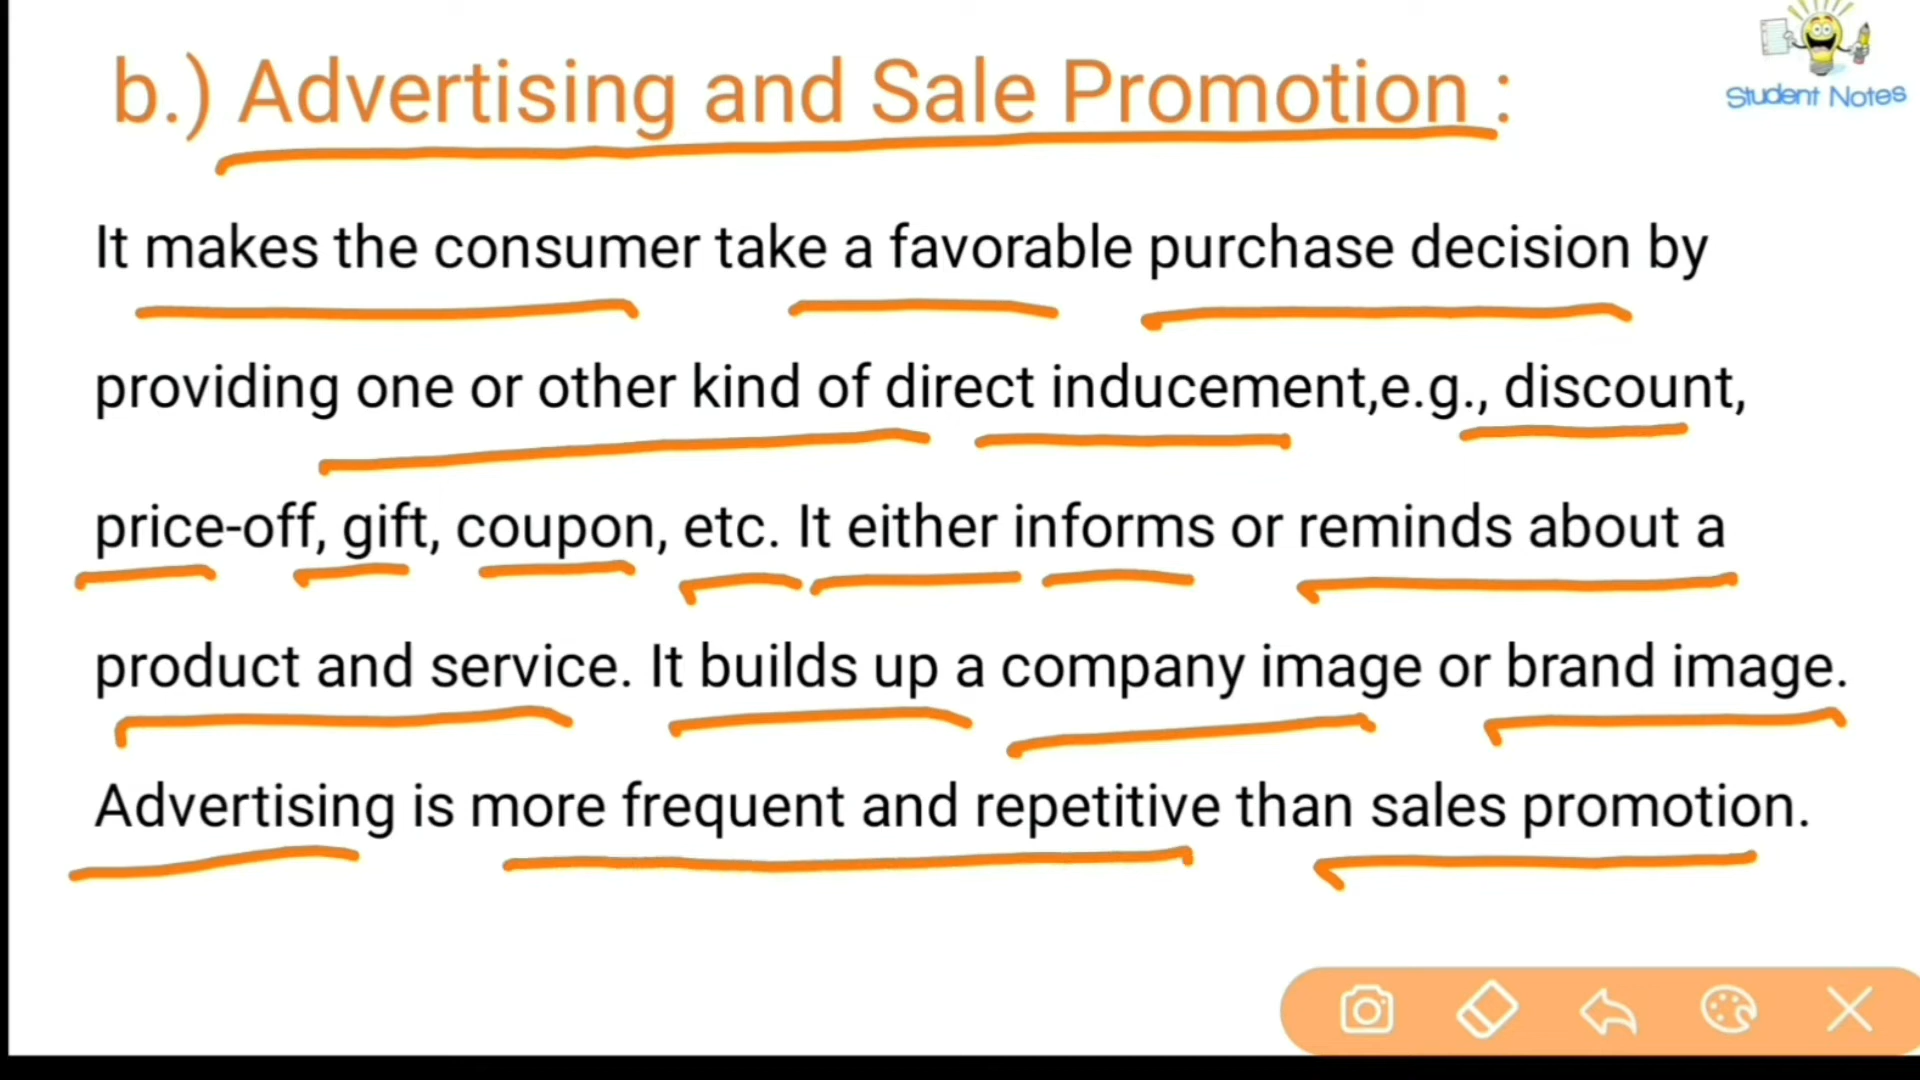 b.) Advertising and Sale Promotion :
Student Notes
It makes the consumer take a favorable purchase decision by
providing one or other kind of direct inducement,e.g., discount,
price-off, gift, coupon, etc. It either informs or reminds about a
product and service. It builds up a company image or brand image.
Advertising is more frequent and repetitive than sales promotion.